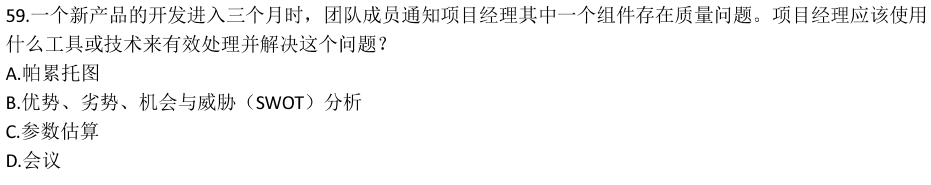 59.一个新产品的开发进入三个月时，团队成员通知项目经理其中一个组件存在质量问题。项目经理应该使用
什么工具或技术来有效处理并解决这个问题？
A.帕累托图
B.优势、劣势、机会与威胁（SWOT）分析
C.参数估算
D.会议